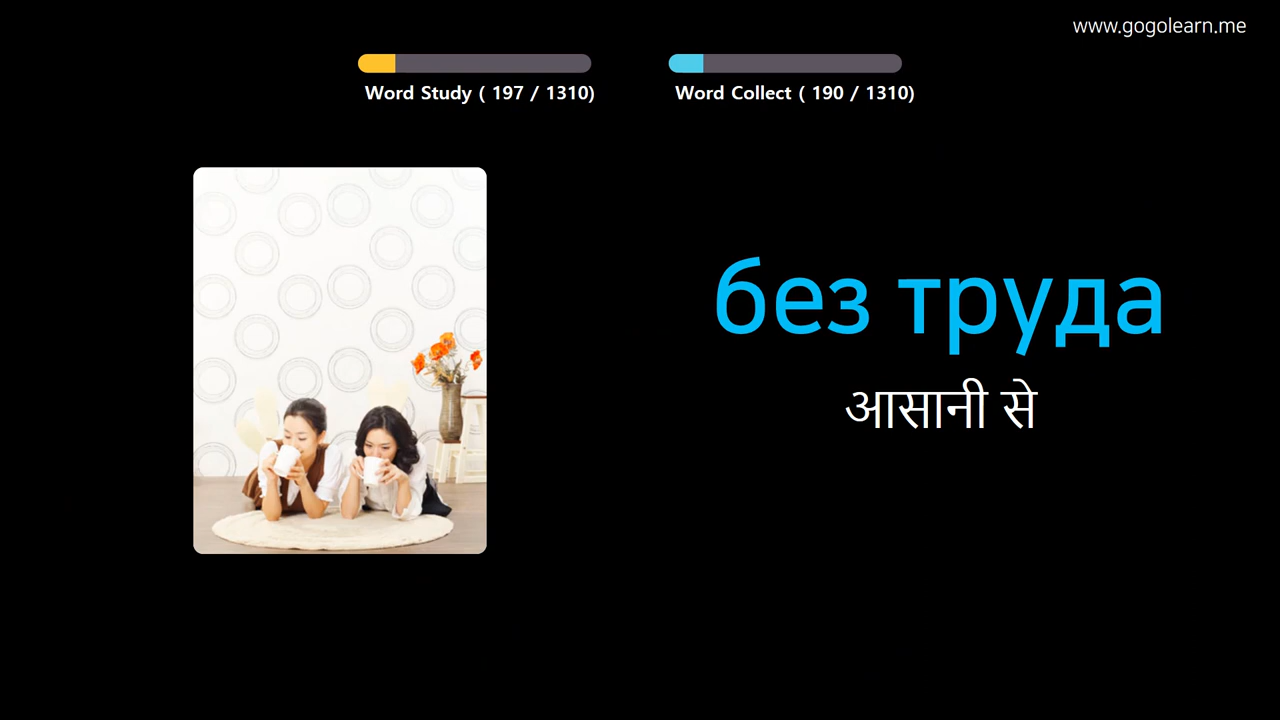 www.gogolearn.me
Word Study ( 197 / 1310)
Word Collect ( 190 / 1310)
без труда
आसानी से